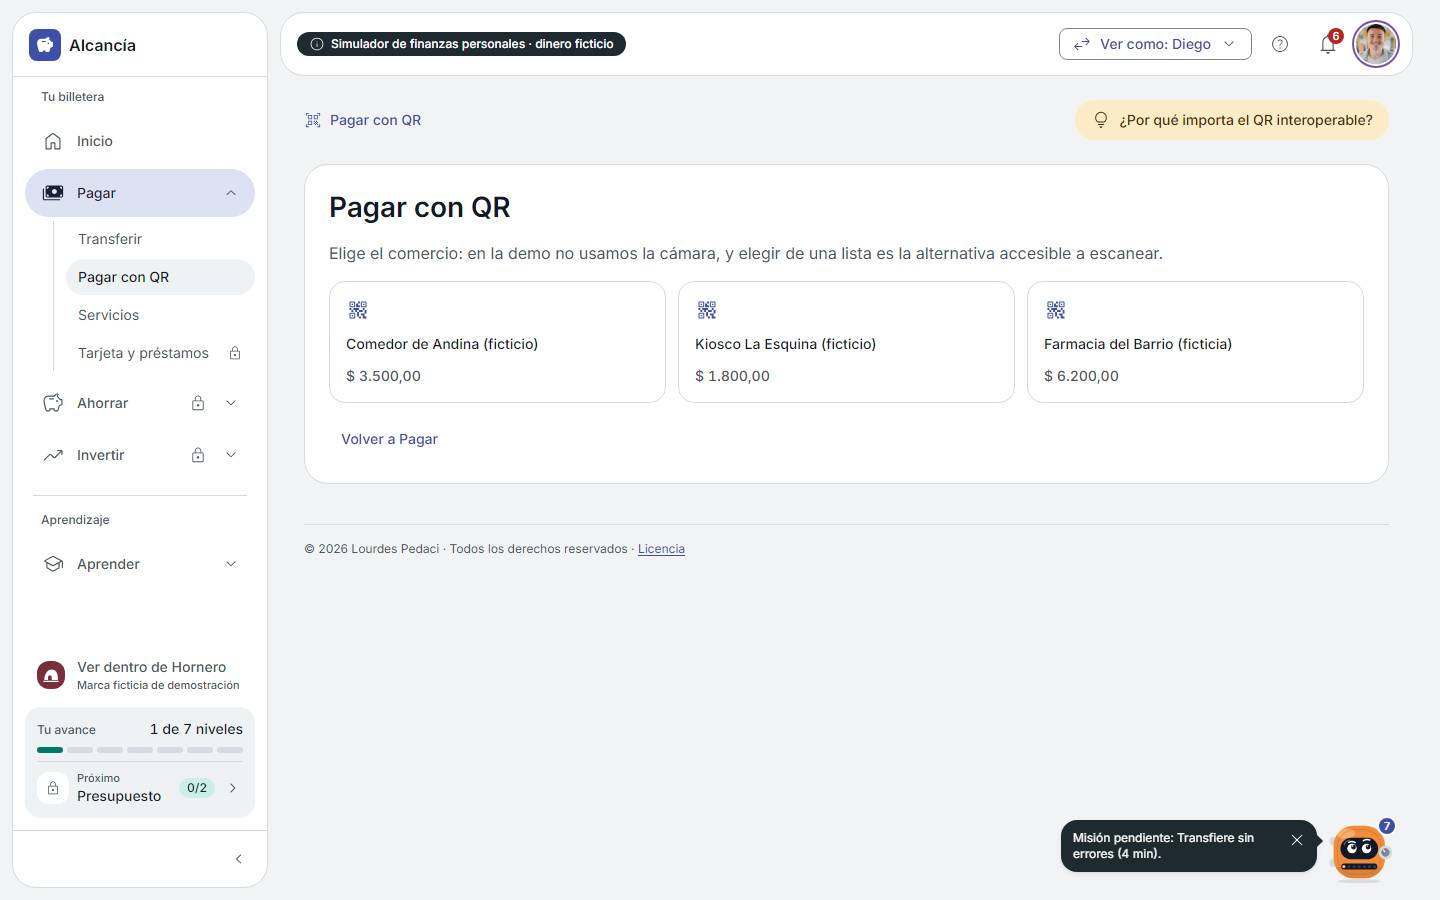 Alcancía
Tu billetera
Inicio
Pagar
Transferir
Pagar con QR
Servicios
Tarjeta y préstamos
Ahorrar
Invertir
Aprendizaje
Aprender
Ver dentro de Hornero
Marca ficticia de demostración
Tu avance
1 de 7 niveles
Próximo
Presupuesto
0/2
Simulador de finanzas personales · dinero ficticio
Ver como: Diego
6
Pagar con QR
¿Por qué importa el QR interoperable?
Pagar con QR
Elige el comercio: en la demo no usamos la cámara, y elegir de una lista es la alternativa accesible a escanear.
Comedor de Andina (ficticio)
$ 3.500,00
Kiosco La Esquina (ficticio)
$ 1.800,00
Farmacia del Barrio (ficticia)
$ 6.200,00
Volver a Pagar
© 2026 Lourdes Pedaci · Todos los derechos reservados · Licencia
Misión pendiente: Transfiere sin
errores (4 min).
7